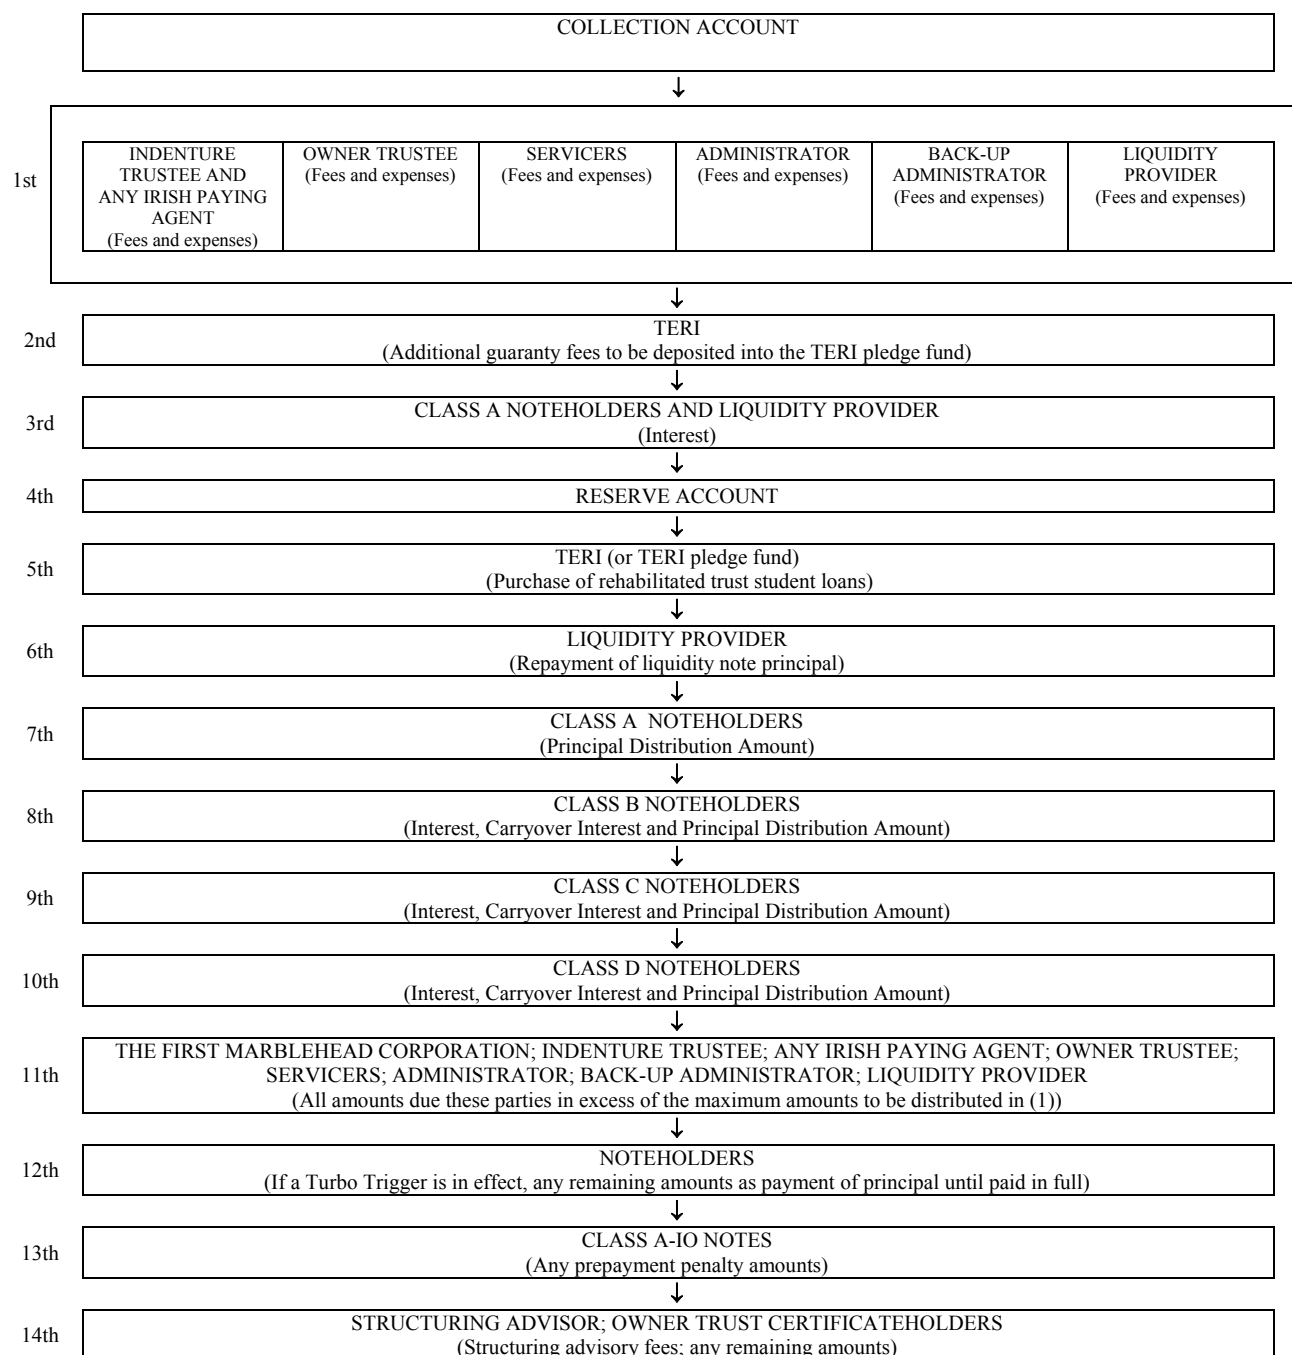 COLLECTION ACCOUNT
1st
INDENTURE
TRUSTEE AND
ANY IRISH PAYING
AGENT
(Fees and expenses)
OWNER TRUSTEE
(Fees and expenses)
SERVICERS
(Fees and expenses)
ADMINISTRATOR
(Fees and expenses)
BACK-UP
ADMINISTRATOR
(Fees and expenses)
LIQUIDITY
PROVIDER
(Fees and expenses)
2nd
TERI
(Additional guaranty fees to be deposited into the TERI pledge fund)
3rd
CLASS A NOTEHOLDERS AND LIQUIDITY PROVIDER
(Interest)
4th
RESERVE ACCOUNT
5th
TERI (or TERI pledge fund)
(Purchase of rehabilitated trust student loans)
6th
LIQUIDITY PROVIDER
(Repayment of liquidity note principal)
7th
CLASS A NOTEHOLDERS
(Principal Distribution Amount)
8th
CLASS B NOTEHOLDERS
(Interest, Carryover Interest and Principal Distribution Amount)
9th
CLASS C NOTEHOLDERS
(Interest, Carryover Interest and Principal Distribution Amount)
10th
CLASS D NOTEHOLDERS
(Interest, Carryover Interest and Principal Distribution Amount)
11th
THE FIRST MARBLEHEAD CORPORATION; INDENTURE TRUSTEE; ANY IRISH PAYING AGENT; OWNER TRUSTEE;
SERVICERS; ADMINISTRATOR; BACK-UP ADMINISTRATOR; LIQUIDITY PROVIDER
(All amounts due these parties in excess of the maximum amounts to be distributed in (1))
12th
NOTEHOLDERS
(If a Turbo Trigger is in effect, any remaining amounts as payment of principal until paid in full)
13th
CLASS A-IO NOTES
(Any prepayment penalty amounts)
14th
STRUCTURING ADVISOR; OWNER TRUST CERTIFICATEHOLDERS
(Structuring advisory fees; any remaining amounts)